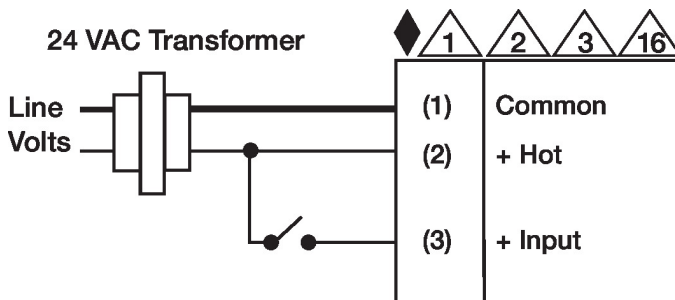 24 VAC Transformer
1 2 3 16
Line
Volts
(1) Common
(2) + Hot
(3) + Input